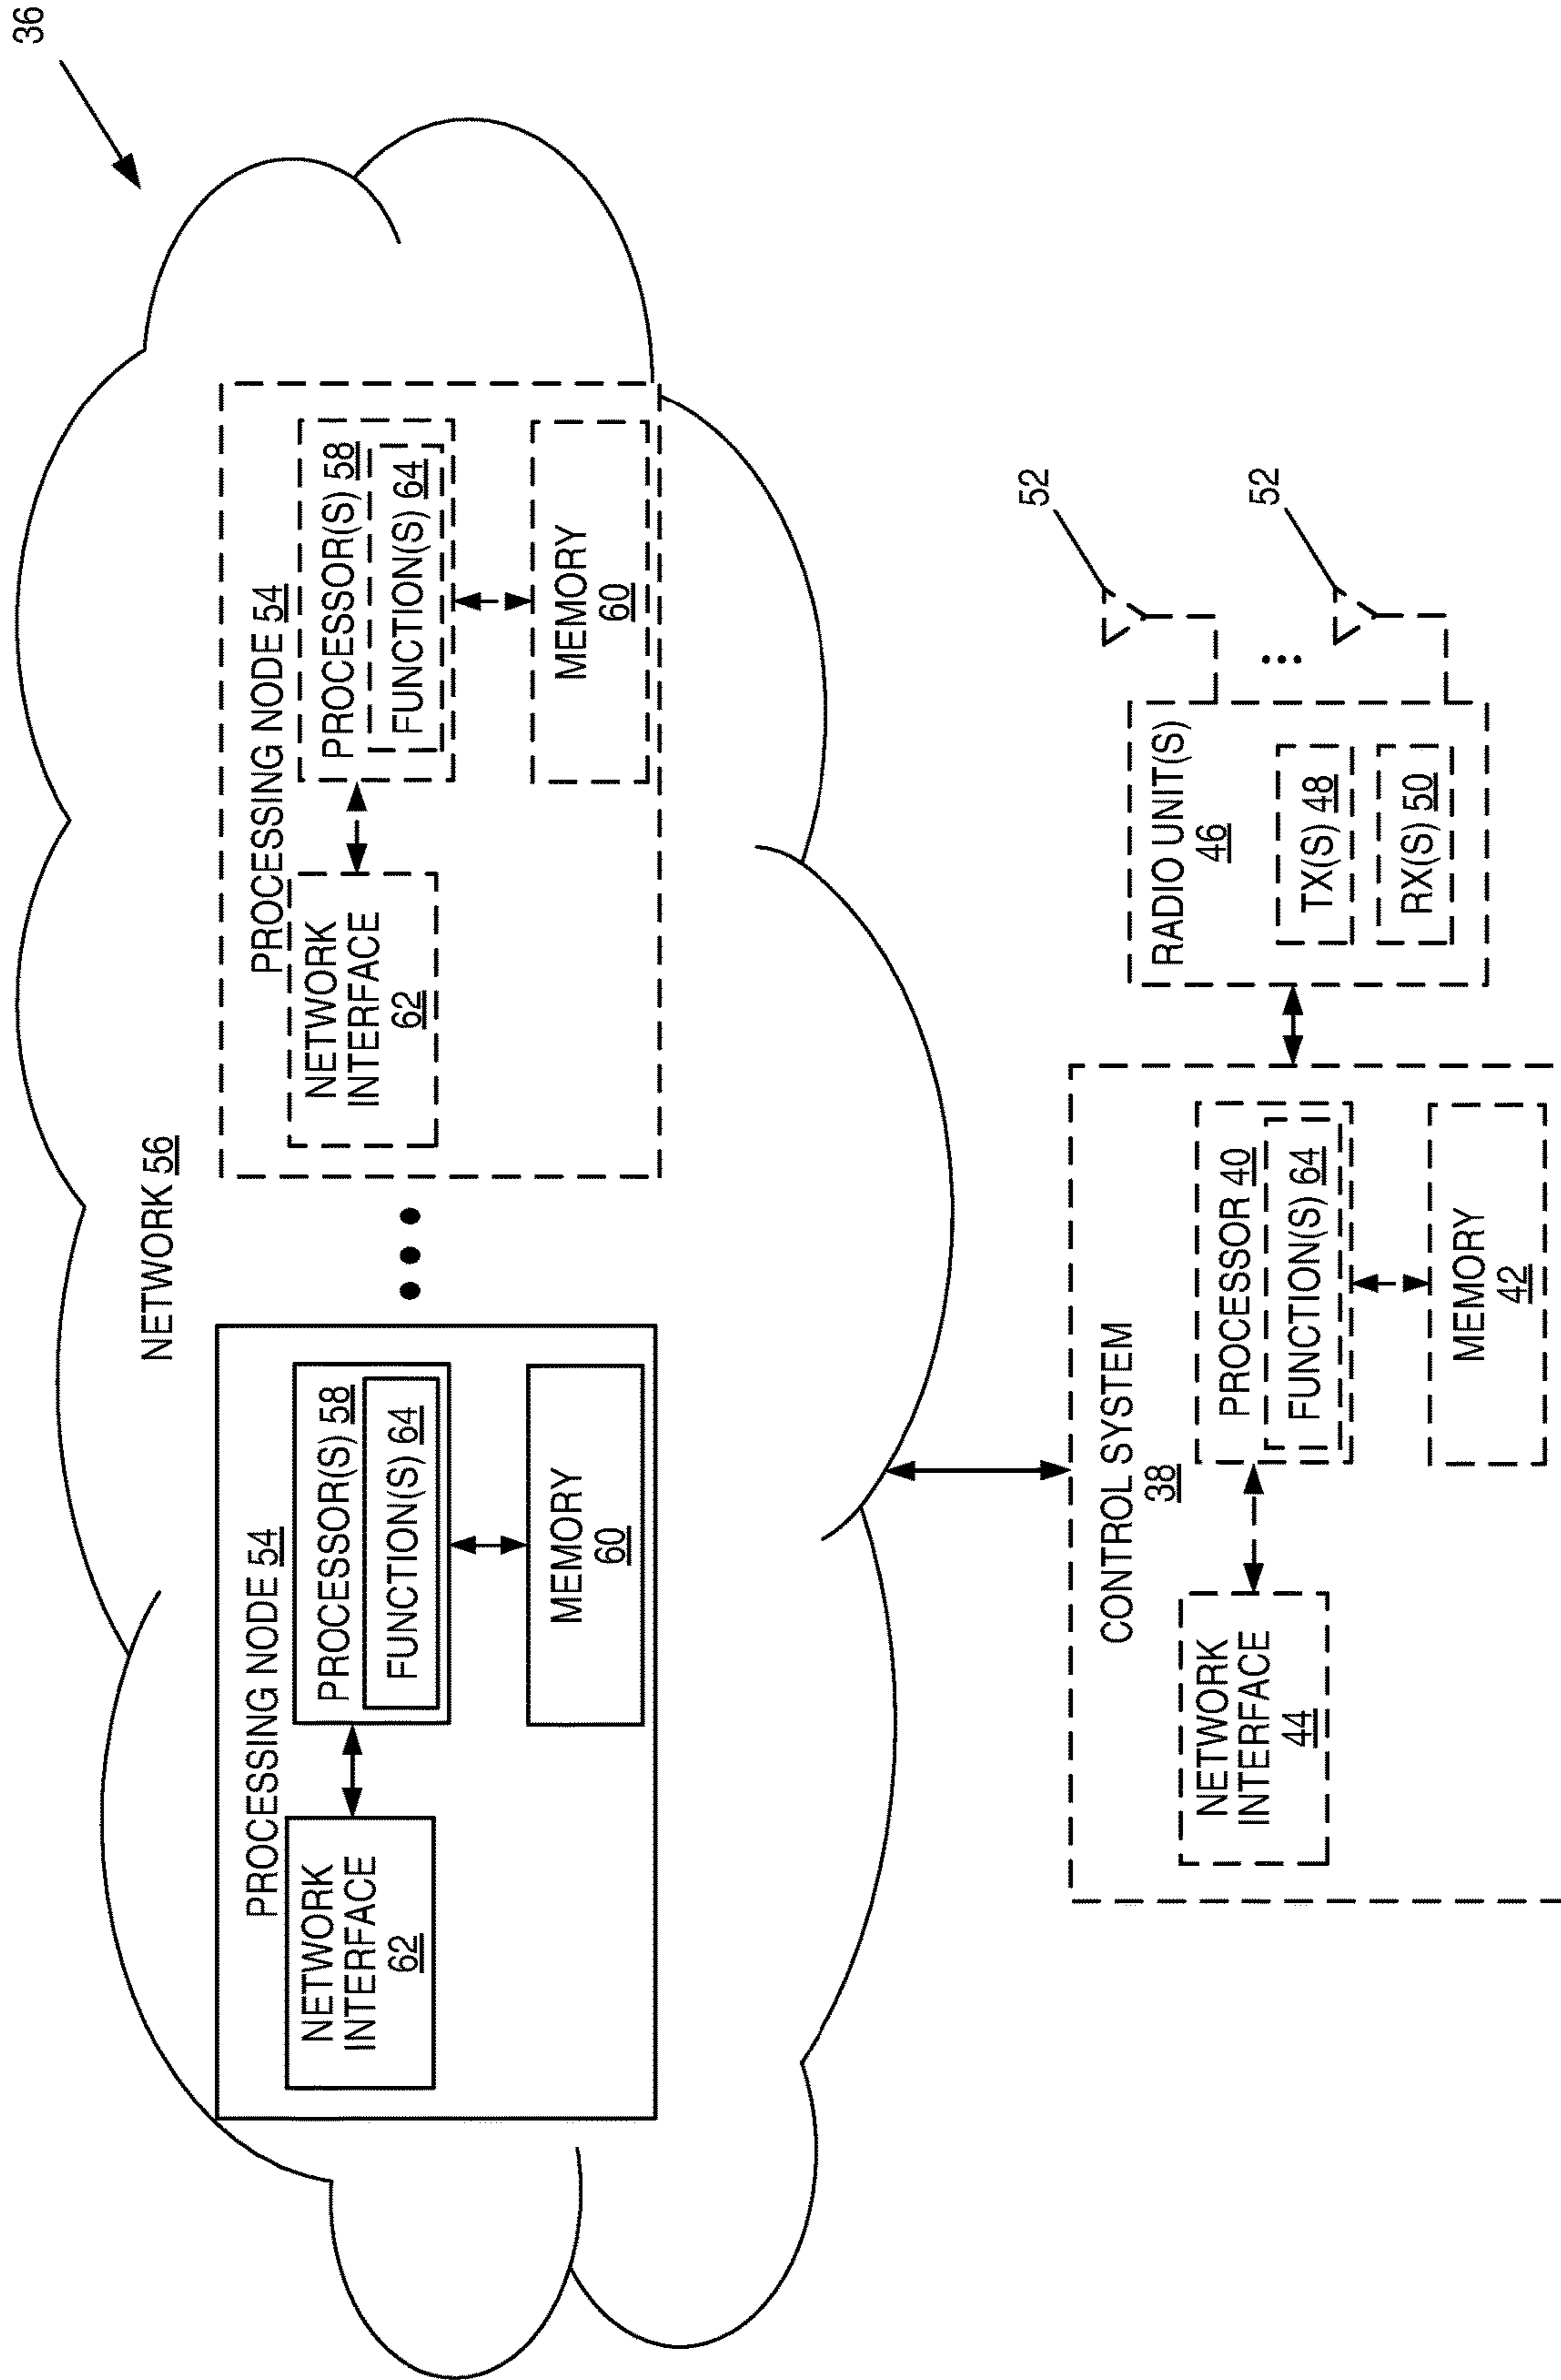 36
NETWORK 56
PROCESSING NODE 54
NETWORK
INTERFACE
62
PROCESSOR(S) 58
FUNCTION(S) 64
MEMORY
60
PROCESSING NODE 54
NETWORK
INTERFACE
62
PROCESSOR(S) 58
FUNCTION(S) 64
MEMORY
60
CONTROL SYSTEM
38
NETWORK
INTERFACE
44
PROCESSOR 40
FUNCTION(S) 64
MEMORY
42
RADIO UNIT(S)
46
TX(S) 48
RX(S) 50
52
52